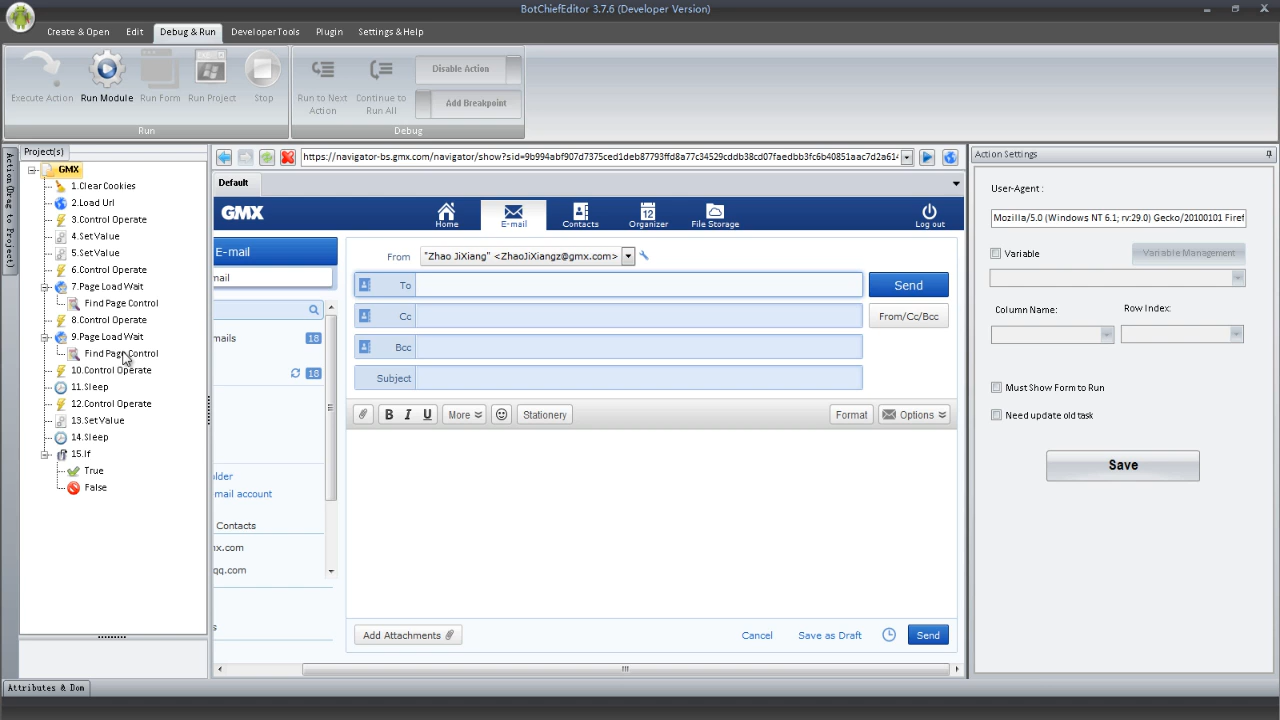 BotChiefEditor 3.7.6 (Developer Version)
Create & Open Edit Debug & Run DeveloperTools Plugin Settings & Help
Execute Action Run Module Run Form Run Project Stop
Run to Next Action
Continue to Run All
Disable Action
Add Breakpoint
Run
Debug
Action(Drag to Project)
Project(s)
GMX
1.Clear Cookies
2.Load Url
3.Control Operate
4.SetValue
5.SetValue
6.Control Operate
7.Page Load Wait
Find Page Control
8.Control Operate
9.Page Load Wait
Find Page Control
10.Control Operate
11.Sleep
12.Control Operate
13.SetValue
14.Sleep
15.If
True
False
https://navigator-bs.gmx.com/navigator/show?sid=9b994abf907d7375ced1deb87793ffd8a77c34529cddb38cd07faedbb3fc6b40851aac7d2a614
Default
GMX
Home E-mail Contacts Organizer File Storage Log out
E-mail
mail
mails 18
18
older
mail account
Contacts
mx.com
qq.com
s
From "Zhao JiXiang" <ZhaoJiXiangz@gmx.com>
To Send
Cc From/Cc/Bcc
Bcc
Subject
B I U More Stationery Format Options
Add Attachments Cancel Save as Draft Send
Action Settings
User-Agent :
Mozilla/5.0 (Windows NT 6.1; rv:29.0) Gecko/20100101 Firef
Variable Variable Management
Column Name: Row Index:
Must Show Form to Run
Need update old task
Save
Attributes & Dom